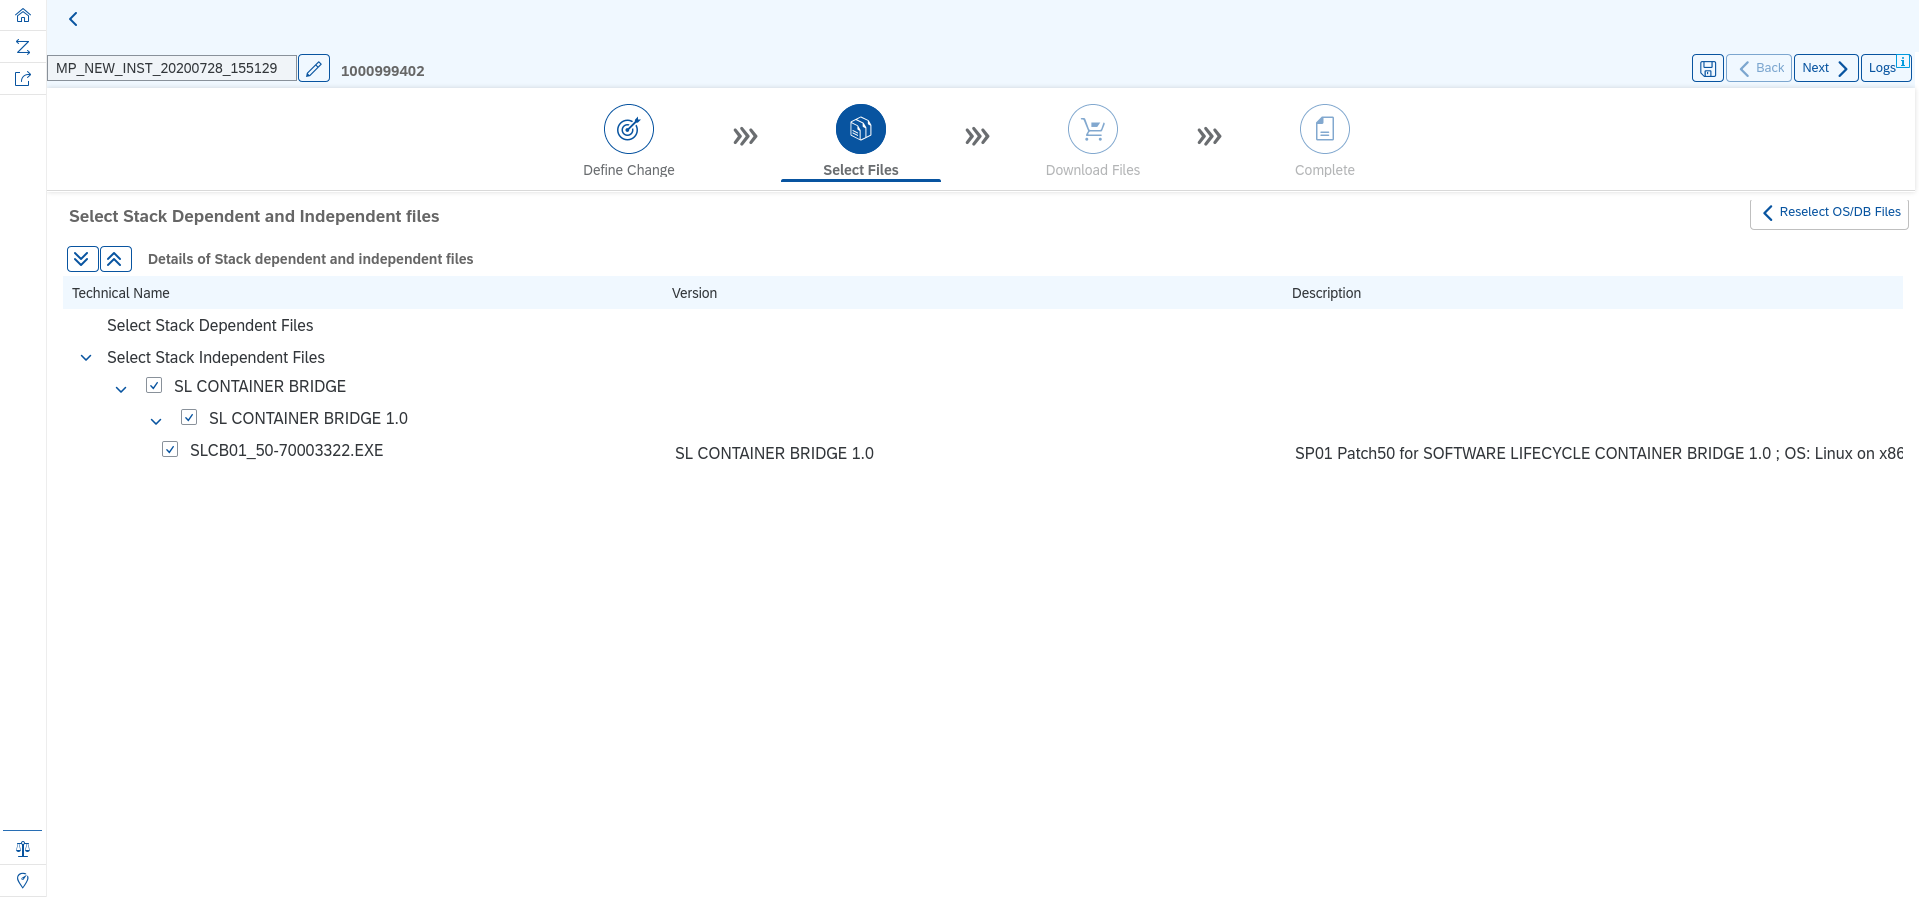 MP_NEW_INST_20200728_155129
1000999402
Back
Next
Logs
Define Change
Select Files
Download Files
Complete
Select Stack Dependent and Independent files
Reselect OS/DB Files
Details of Stack dependent and independent files
Technical Name Version Description
Select Stack Dependent Files
Select Stack Independent Files
SL CONTAINER BRIDGE
SL CONTAINER BRIDGE 1.0
SLCB01_50-70003322.EXE SL CONTAINER BRIDGE 1.0 SP01 Patch50 for SOFTWARE LIFECYCLE CONTAINER BRIDGE 1.0 ; OS: Linux on x86